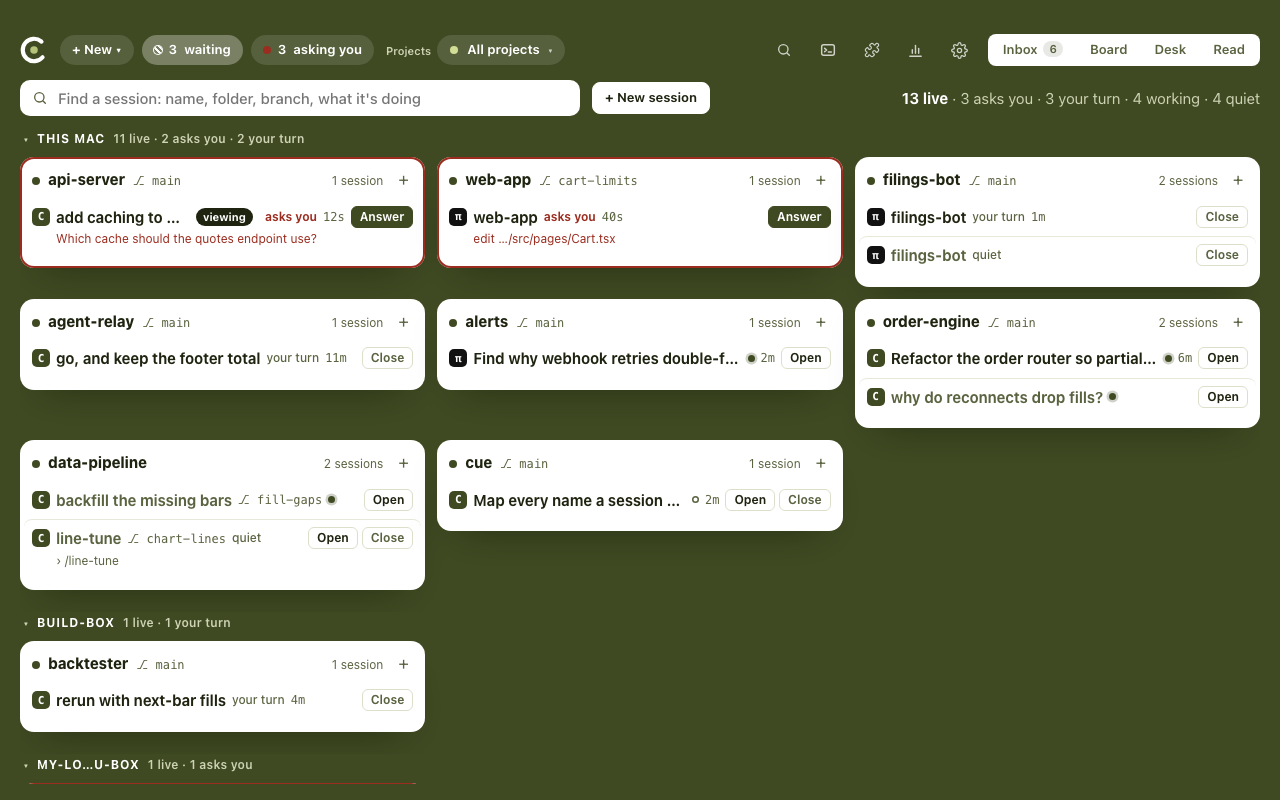 + New ▾ 3 waiting 3 asking you Projects All projects ▾ Inbox 6 Board Desk Read
Find a session: name, folder, branch, what it's doing + New session 13 live · 3 asks you · 3 your turn · 4 working · 4 quiet
THIS MAC 11 live · 2 asks you · 2 your turn
api-server main 1 session +
C add caching to ... viewing asks you 12s Answer
Which cache should the quotes endpoint use?
web-app cart-limits 1 session +
π web-app asks you 40s Answer
edit .../src/pages/Cart.tsx
filings-bot main 2 sessions +
π filings-bot your turn 1m Close
π filings-bot quiet Close
agent-relay main 1 session +
C go, and keep the footer total your turn 11m Close
alerts main 1 session +
π Find why webhook retries double-f... 2m Open
order-engine main 2 sessions +
C Refactor the order router so partial... 6m Open
C why do reconnects drop fills? Open
data-pipeline 2 sessions +
C backfill the missing bars fill-gaps Open
C line-tune chart-lines quiet Open Close
› /line-tune
cue main 1 session +
C Map every name a session ... 2m Open Close
BUILD-BOX 1 live · 1 your turn
backtester main 1 session +
C rerun with next-bar fills your turn 4m Close
MY-LO...U-BOX 1 live · 1 asks you